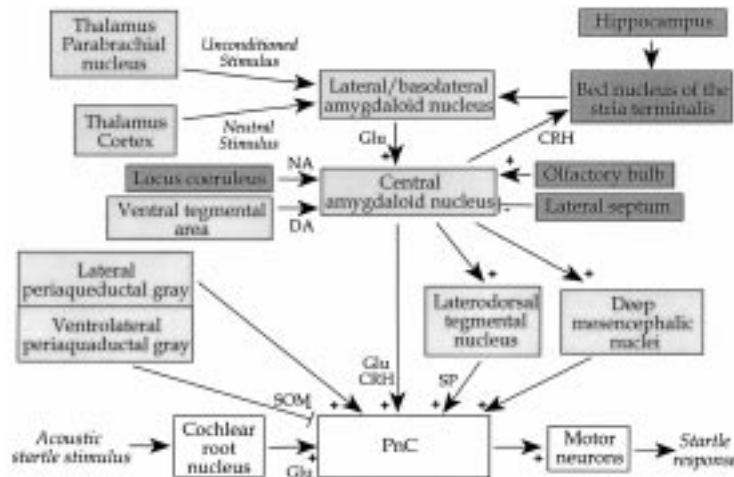 Thalamus
Parabrachial
nucleus
Unconditioned
Stimulus
Hippocampus
Lateral/basolateral
amygdaloid nucleus
Bed nucleus of the
stria terminalis
Thalamus
Cortex
Neutral
Stimulus
Glu
+
CRH
Locus coeruleus
NA
Central
amygdaloid nucleus
+
Olfactory bulb
Ventral tegmental
area
DA
-
Lateral septum
Lateral
periaqueductal gray
Ventrolateral
periaquaductal gray
+
Laterodorsal
tegmental
nucleus
+
Deep
mesencephalic
nuclei
Glu
CRH
SP
SOM
+
+
+
+
Acoustic
startle stimulus
Cochlear
root
nucleus
+
Glu
PnC
+
Motor
neurons
Startle
response